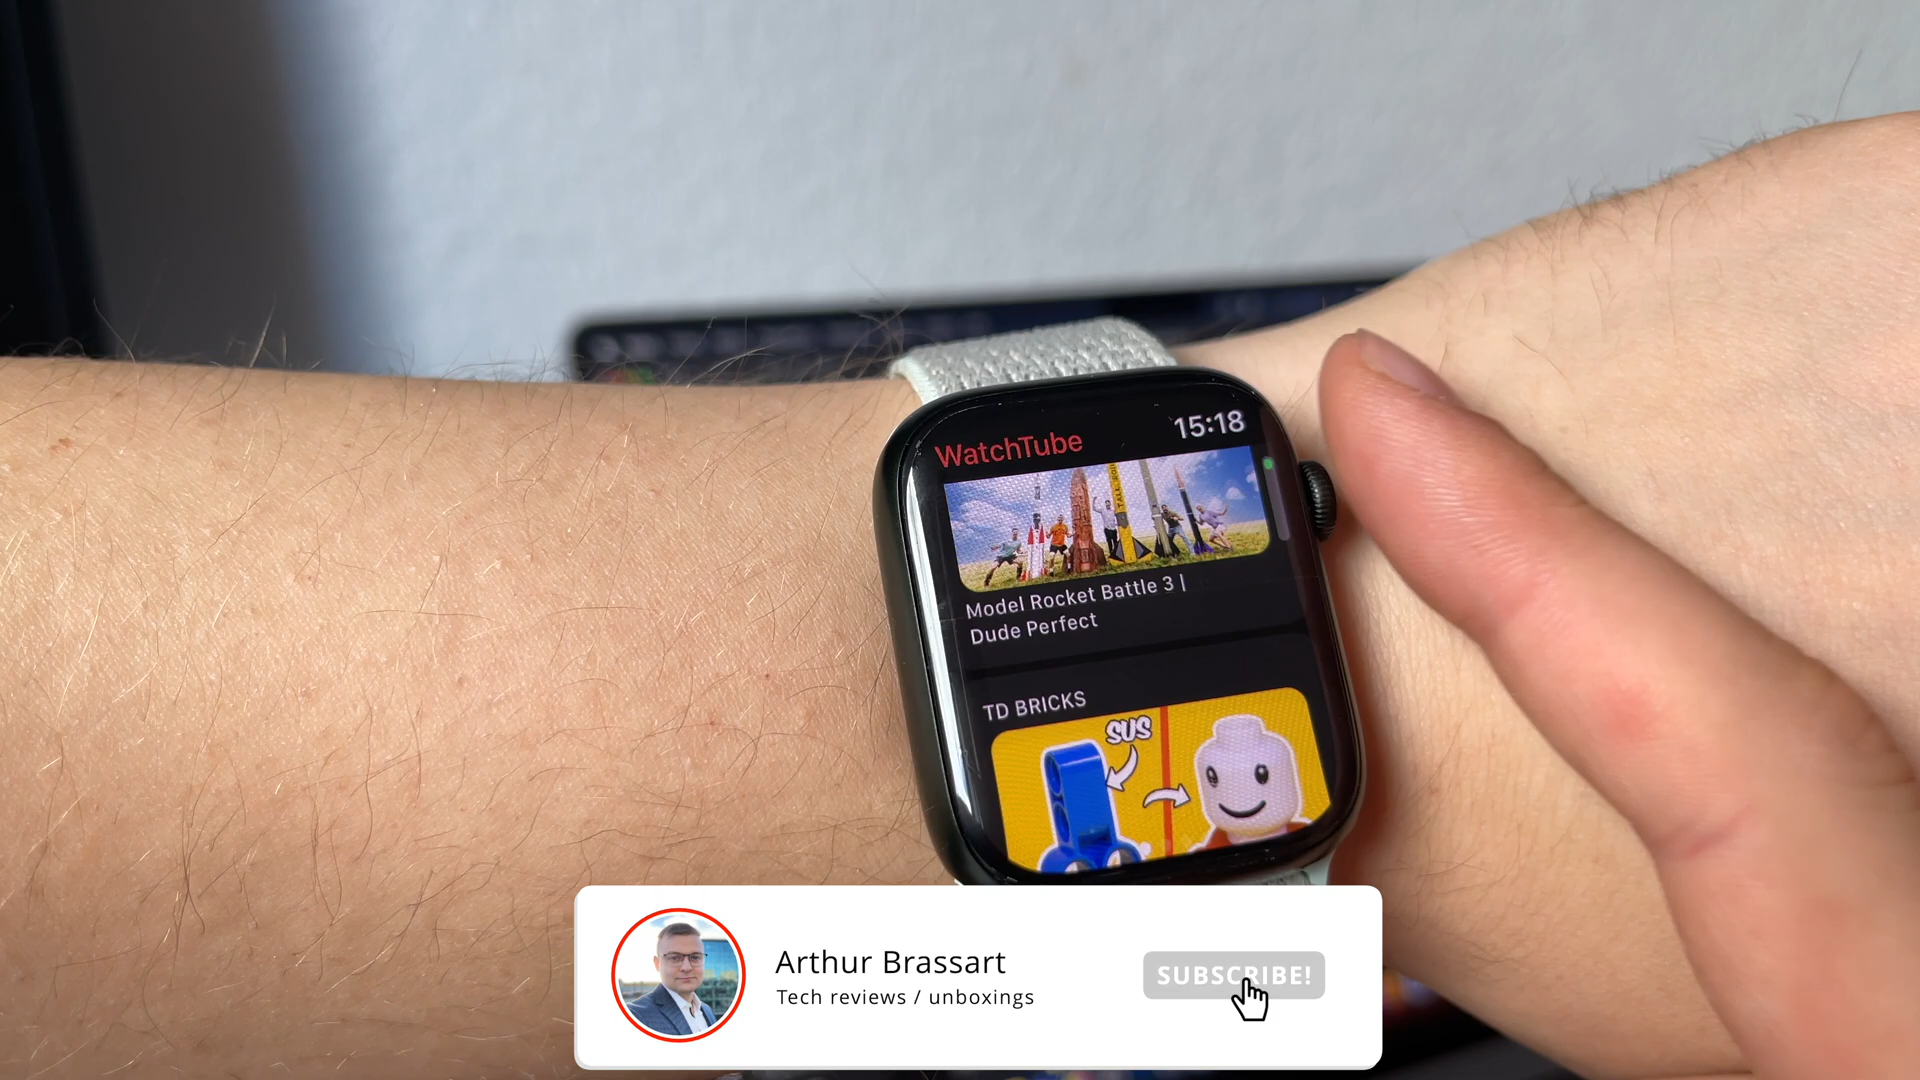 WatchTube
15:18
Model Rocket Battle 3 |
Dude Perfect
TD BRICKS
SUS
Arthur Brassart
Tech reviews / unboxings
SUBSCRIBE!